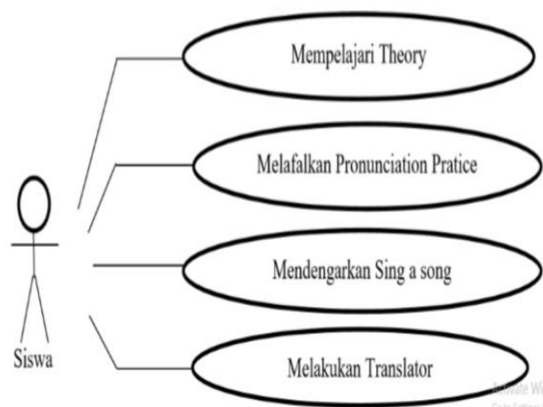 Mempelajari Theory
Melafalkan Pronunciation Pratice
Mendengarkan Sing a song
Siswa
Melakukan Translator